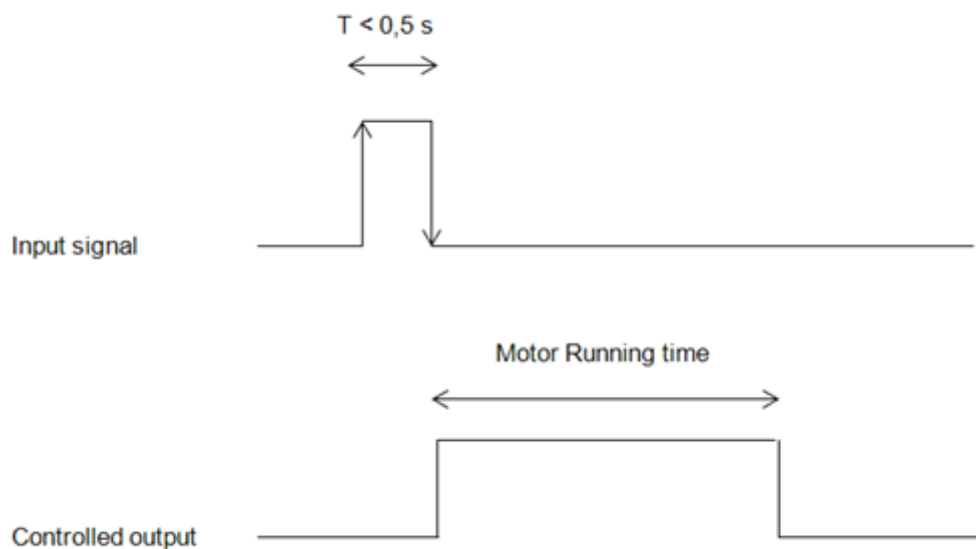 T < 0,5 s
Input signal
Motor Running time
Controlled output